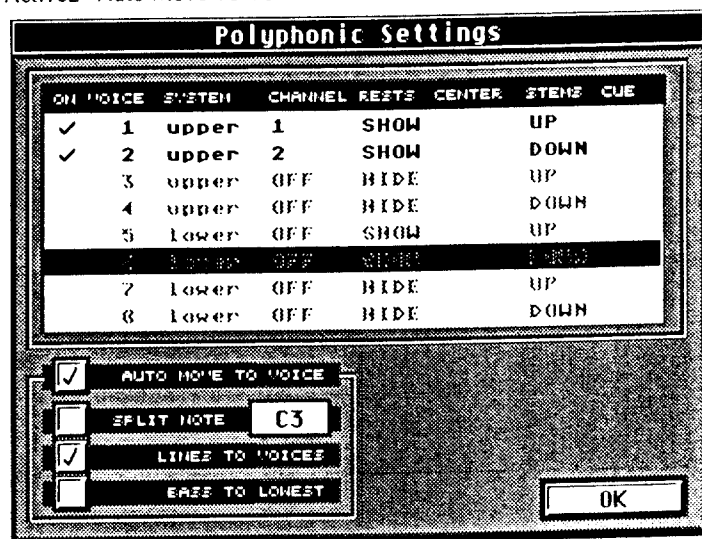 Polyphonic Settings
ON VOICE SYSTEM CHANNEL RESTS CENTER STEMS CUE
✓ 1 upper 1 SHOW UP
✓ 2 upper 2 SHOW DOWN
3 upper OFF HIDE UP
4 upper OFF HIDE DOWN
5 lower OFF SHOW UP
lower OFF
7 lower OFF HIDE UP
8 lower OFF HIDE DOWN
AUTO MOVE TO VOICE
SPLIT NOTE C3
LINES TO VOICES
BASS TO LOWEST
OK